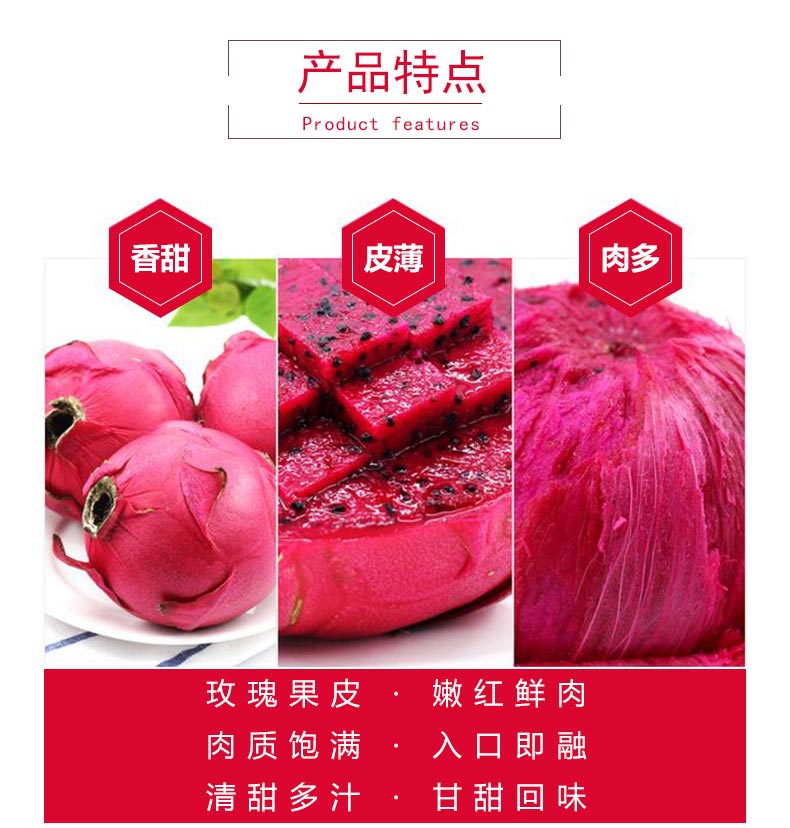 产品特点
Product features
香甜
皮薄
肉多
玫瑰果皮 · 嫩红鲜肉
肉质饱满 · 入口即融
清甜多汁 · 甘甜回味